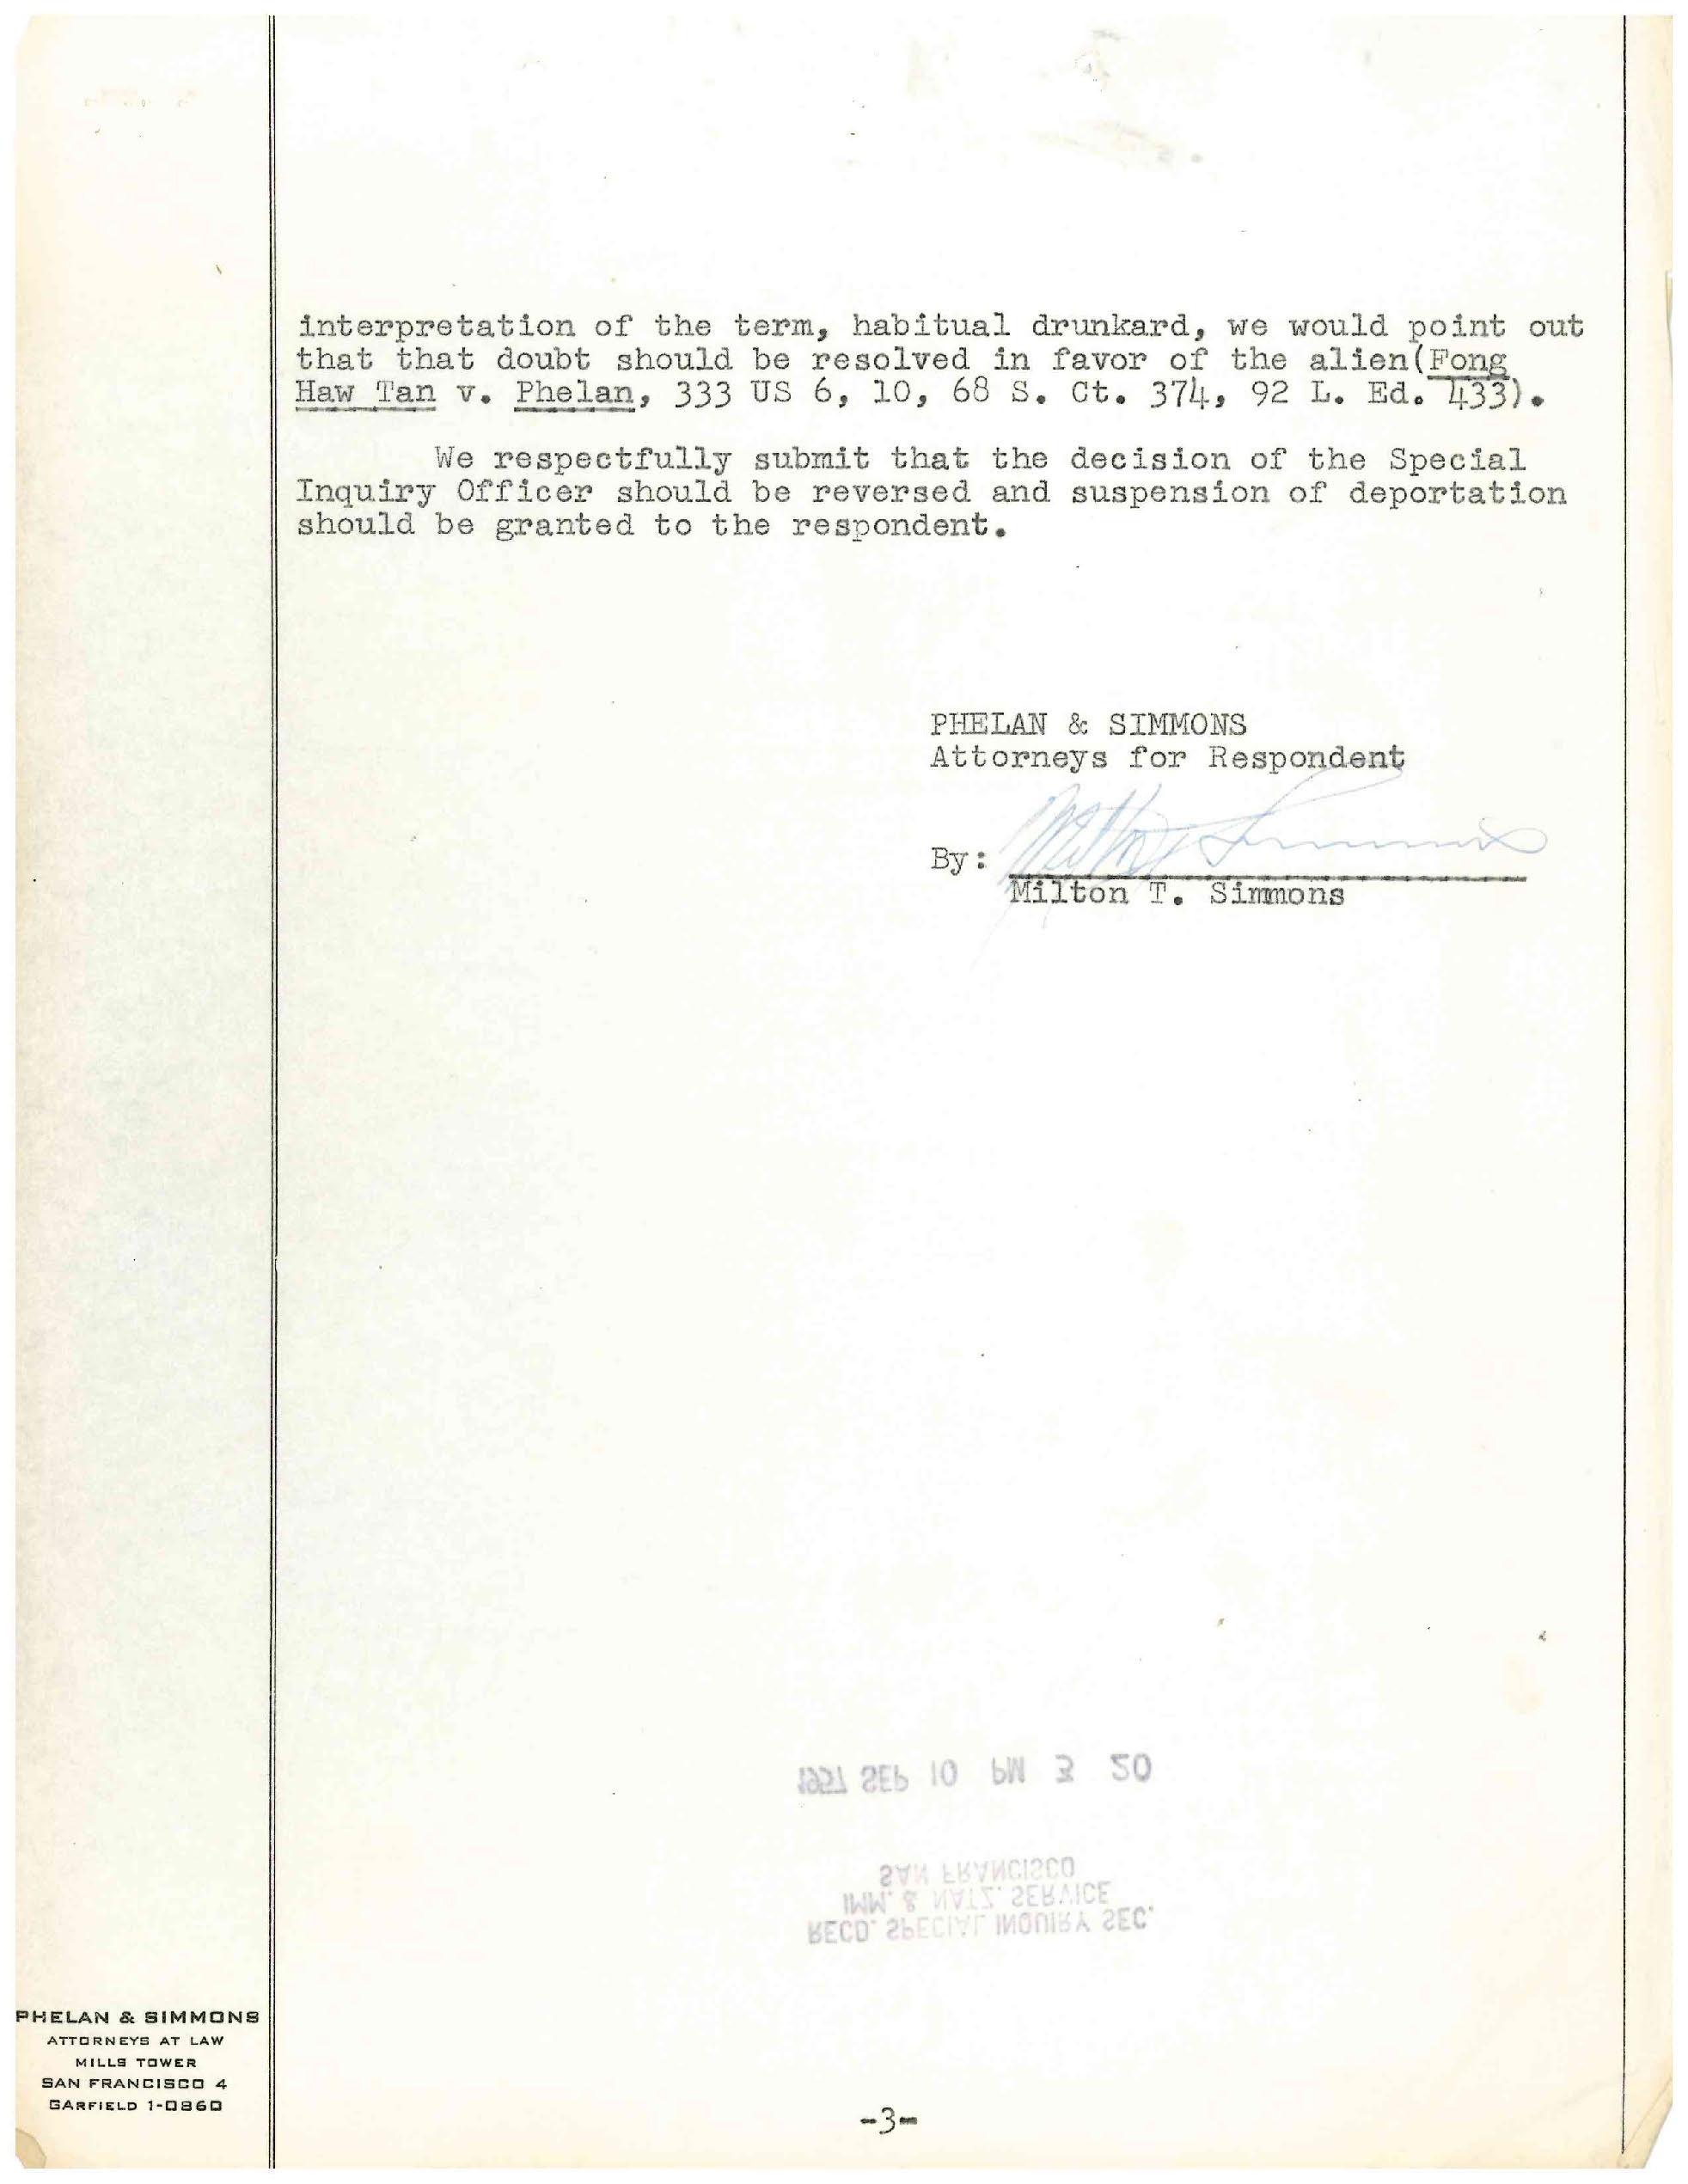 interpretation of the term, habitual drunkard, we would point out
that that doubt should be resolved in favor of the alien(Fong
Haw Tan v. Phelan, 333 US 6, 10, 68 S. Ct. 374, 92 L. Ed. 433).
We respectfully submit that the decision of the Special
Inquiry Officer should be reversed and suspension of deportation
should be granted to the respondent.
PHELAN & SIMMONS
Attorneys for Respondent
By: Milton T. Simmons
Milton T. Simmons
RECD. SPECIAL INQUIRY SEC.
IMM. & NATZ. SERVICE
SAN FRANCISCO
1957 SEP 10 PM 3 20
PHELAN & SIMMONS
ATTORNEYS AT LAW
MILLS TOWER
SAN FRANCISCO 4
GARFIELD 1-0860
-3-